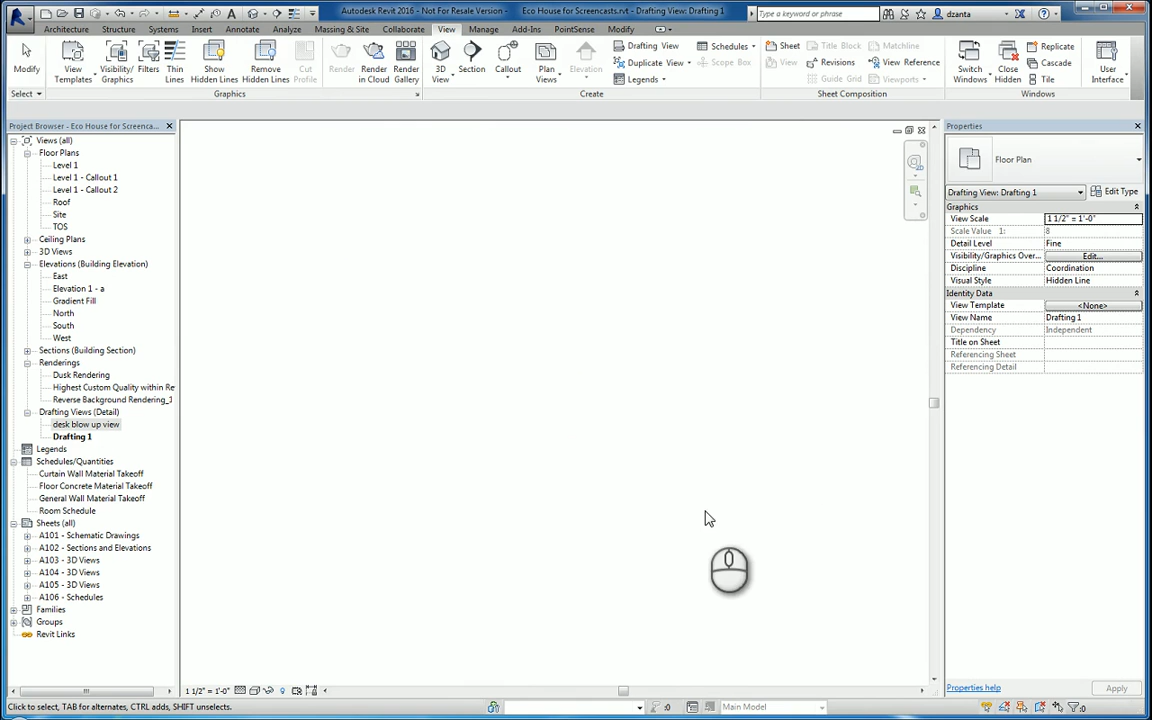 Autodesk Revit 2016 - Not For Resale Version - Eco House for Screencasts.rvt - Drafting View: Drafting 1
Type a keyword or phrase
dzanta
Architecture Structure Systems Insert Annotate Analyze Massing & Site Collaborate View Manage Add-Ins PointSense Modify
Modify
View Templates
Visibility/ Graphics
Filters
Thin Lines
Show Hidden Lines
Remove Hidden Lines
Cut Profile
Render
Render in Cloud
Render Gallery
3D View
Section
Callout
Plan Views
Elevation
Drafting View
Duplicate View
Legends
Schedules
Scope Box
Sheet
View
Title Block
Revisions
Guide Grid
Matchline
View Reference
Viewports
Switch Windows
Close Hidden
Replicate
Cascade
Tile
User Interface
Select
Graphics
Create
Sheet Composition
Windows
Project Browser - Eco House for Screenca...
Views (all)
Floor Plans
Level 1
Level 1 - Callout 1
Level 1 - Callout 2
Roof
Site
TOS
Ceiling Plans
3D Views
Elevations (Building Elevation)
East
Elevation 1 - a
Gradient Fill
North
South
West
Sections (Building Section)
Renderings
Dusk Rendering
Highest Custom Quality within Re
Reverse Background Rendering_1
Drafting Views (Detail)
desk blow up view
Drafting 1
Legends
Schedules/Quantities
Curtain Wall Material Takeoff
Floor Concrete Material Takeoff
General Wall Material Takeoff
Room Schedule
Sheets (all)
A101 - Schematic Drawings
A102 - Sections and Elevations
A103 - 3D Views
A104 - 3D Views
A105 - 3D Views
A106 - Schedules
Families
Groups
Revit Links
Properties
Floor Plan
Drafting View: Drafting 1
Edit Type
Graphics
View Scale 1 1/2" = 1'-0"
Scale Value 1: 8
Detail Level Fine
Visibility/Graphics Over... Edit...
Discipline Coordination
Visual Style Hidden Line
Identity Data
View Template <None>
View Name Drafting 1
Dependency Independent
Title on Sheet
Referencing Sheet
Referencing Detail
Properties help
Apply
1 1/2" = 1'-0"
Click to select, TAB for alternates, CTRL adds, SHIFT unselects.
:0
Main Model
:0